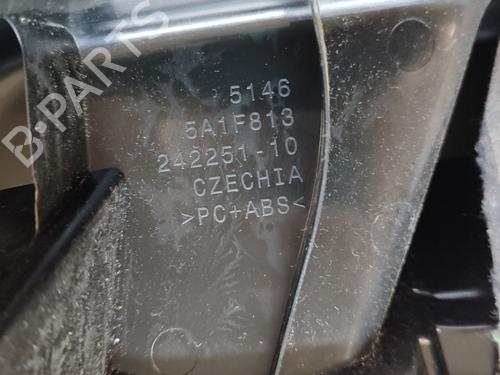 B-PARTS
5146
5A1F813
242251-10
CZECHIA
>PC+ABS<